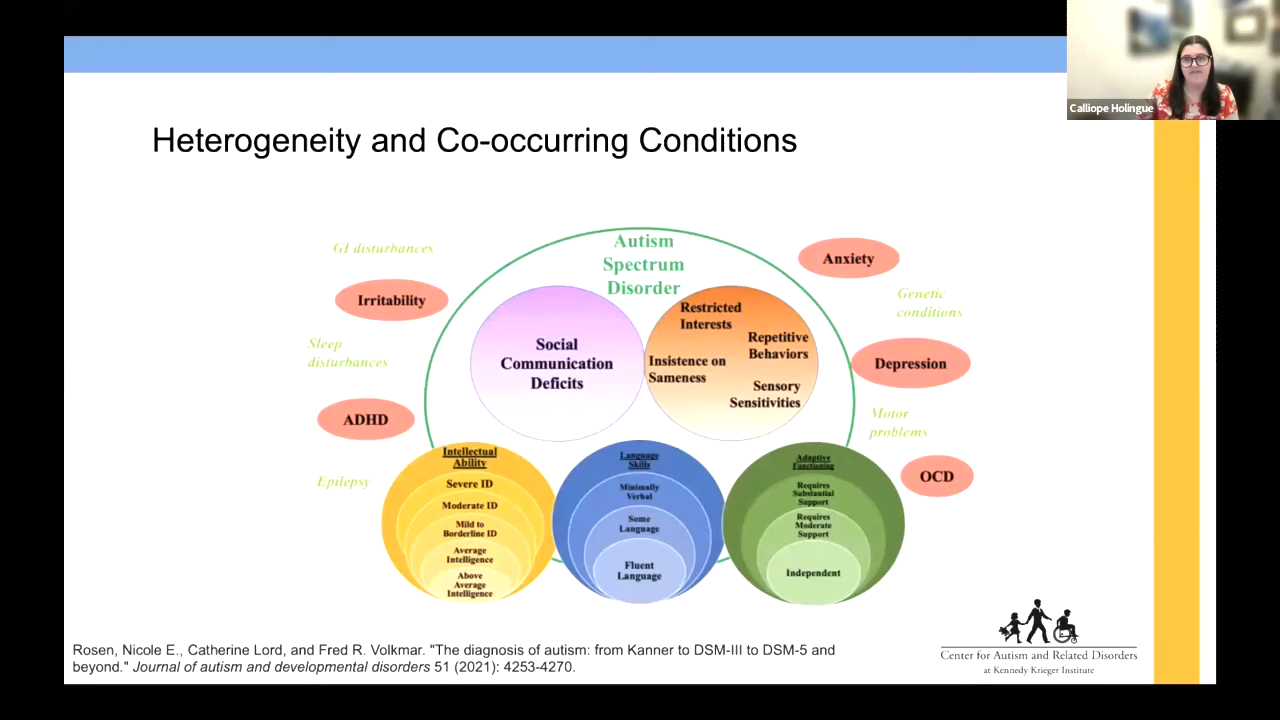 Calliope Holingue
Heterogeneity and Co-occurring Conditions
GI disturbances
Irritability
Sleep
disturbances
ADHD
Epilepsy
Autism
Spectrum
Disorder
Social
Communication
Deficits
Restricted
Interests
Repetitive
Behaviors
Insistence on
Sameness
Sensory
Sensitivities
Anxiety
Genetic
conditions
Depression
Motor
problems
OCD
Intellectual
Ability
Severe ID
Moderate ID
Mild to
Borderline ID
Average
Intelligence
Above
Average
Intelligence
Language
Skills
Minimally
Verbal
Some
Language
Fluent
Language
Adaptive
Functioning
Requires
Substantial
Support
Requires
Moderate
Support
Independent
Rosen, Nicole E., Catherine Lord, and Fred R. Volkmar. "The diagnosis of autism: from Kanner to DSM-III to DSM-5 and
beyond." Journal of autism and developmental disorders 51 (2021): 4253-4270.
Center for Autism and Related Disorders
at Kennedy Krieger Institute